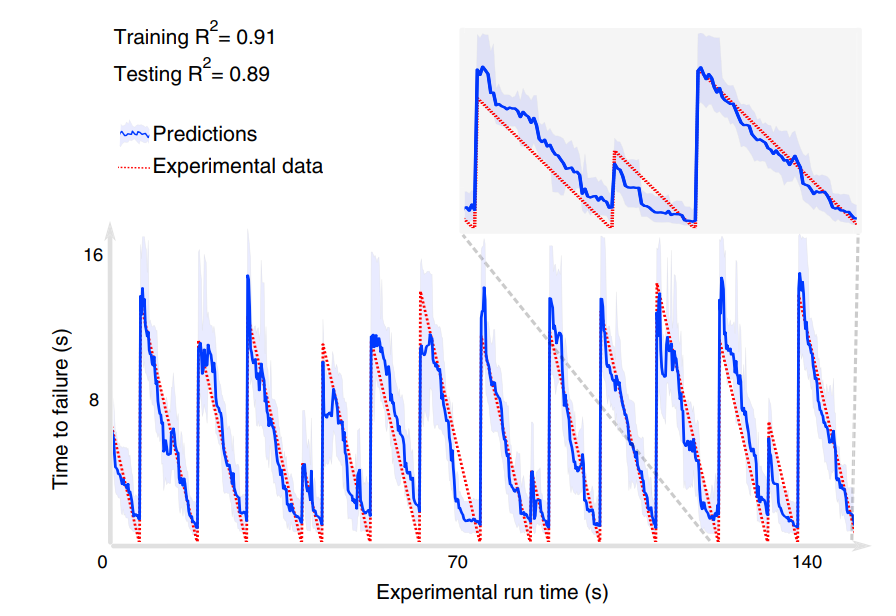 Training R²= 0.91
Testing R²= 0.89
Predictions
Experimental data
16
8
0
70
140
Time to failure (s)
Experimental run time (s)